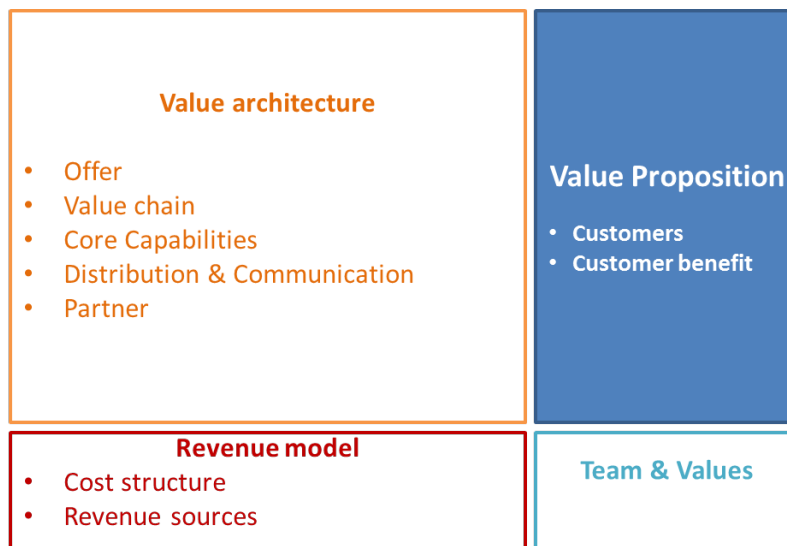 Value architecture
• Offer
• Value chain
• Core Capabilities
• Distribution & Communication
• Partner
Value Proposition
• Customers
• Customer benefit
Revenue model
• Cost structure
• Revenue sources
Team & Values